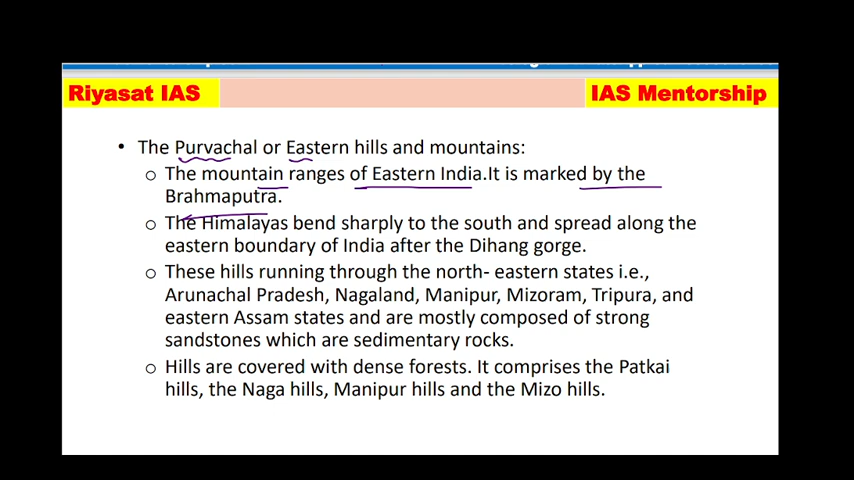 Riyasat IAS
IAS Mentorship
• The Purvachal or Eastern hills and mountains:
o The mountain ranges of Eastern India.It is marked by the
Brahmaputra.
o The Himalayas bend sharply to the south and spread along the
eastern boundary of India after the Dihang gorge.
o These hills running through the north- eastern states i.e.,
Arunachal Pradesh, Nagaland, Manipur, Mizoram, Tripura, and
eastern Assam states and are mostly composed of strong
sandstones which are sedimentary rocks.
o Hills are covered with dense forests. It comprises the Patkai
hills, the Naga hills, Manipur hills and the Mizo hills.